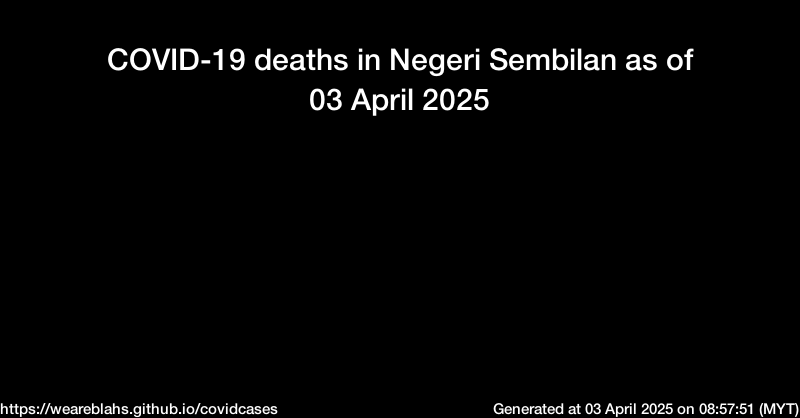 COVID-19 deaths in Negeri Sembilan as of
03 April 2025
https://weareblahs.github.io/covidcases
Generated at 03 April 2025 on 08:57:51 (MYT)